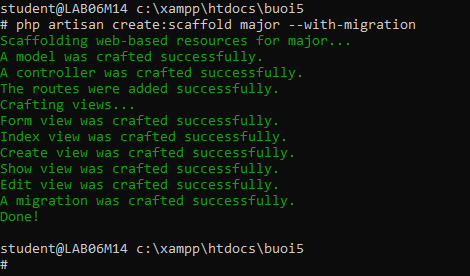 student@LAB06M14 c:\xampp\htdocs\buoi5
# php artisan create:scaffold major --with-migration
Scaffolding web-based resources for major...
A model was crafted successfully.
A controller was crafted successfully.
The routes were added successfully.
Crafting views...
Form view was crafted successfully.
Index view was crafted successfully.
Create view was crafted successfully.
Show view was crafted successfully.
Edit view was crafted successfully.
A migration was crafted successfully.
Done!
student@LAB06M14 c:\xampp\htdocs\buoi5
#